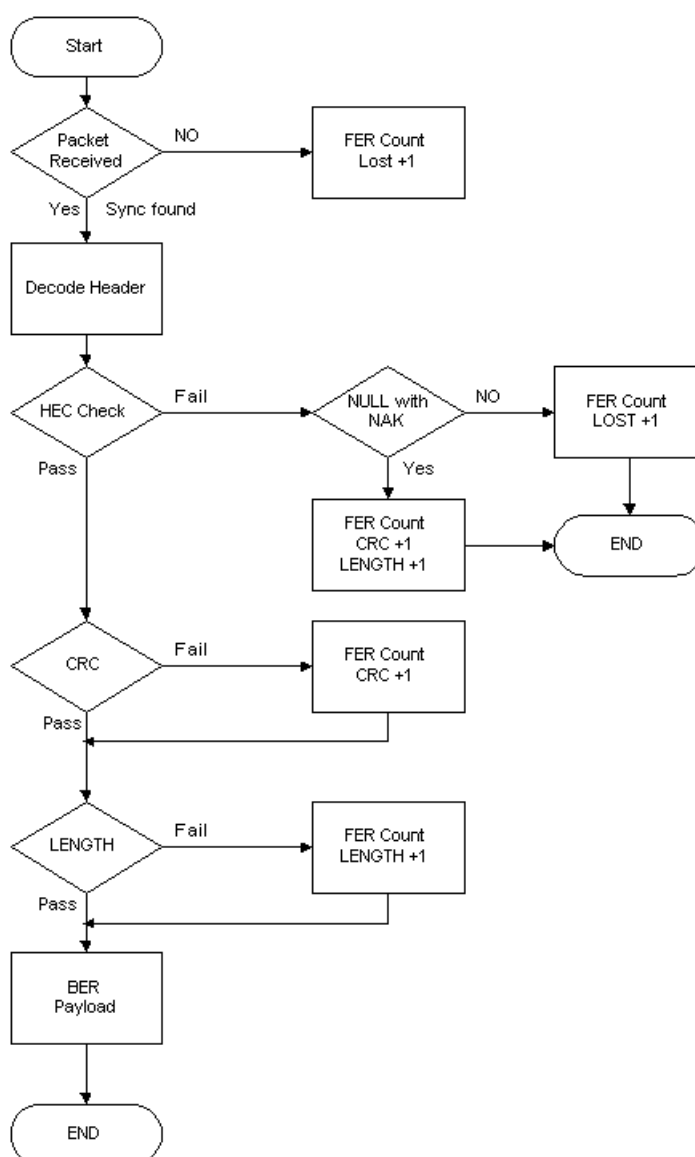 Start
Packet
Received
NO
FER Count
Lost +1
Yes
Sync found
Decode Header
HEC Check
Fail
NULL with
NAK
NO
FER Count
LOST +1
Pass
Yes
FER Count
CRC +1
LENGTH +1
END
CRC
Fail
FER Count
CRC +1
Pass
LENGTH
Fail
FER Count
LENGTH +1
Pass
BER
Payload
END